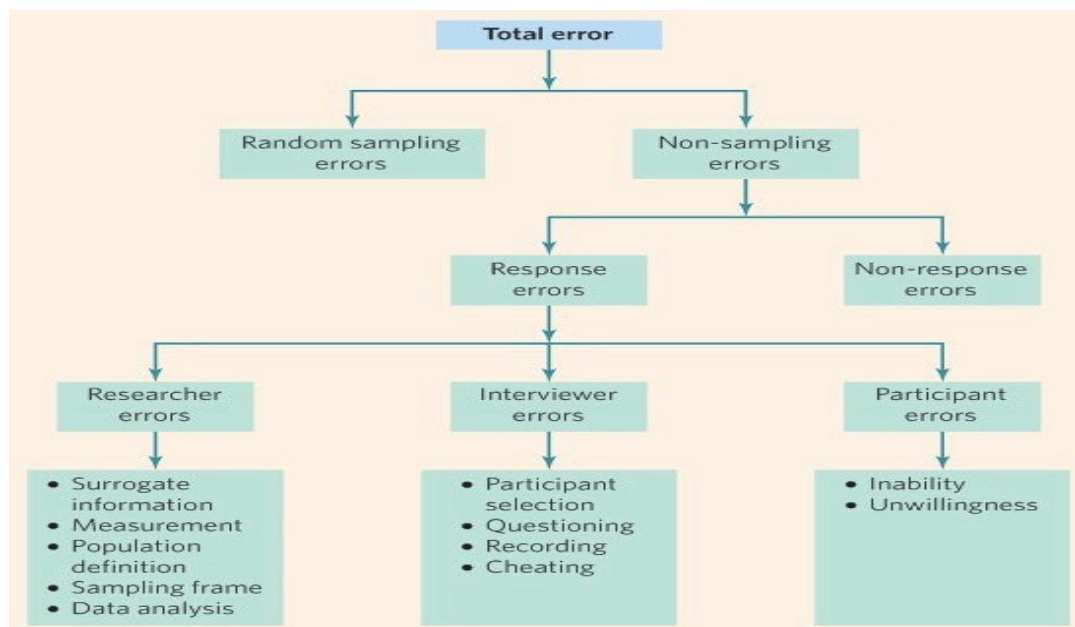 Total error
Random sampling
errors
Non-sampling
errors
Response
errors
Non-response
errors
Researcher
errors
Interviewer
errors
Participant
errors
• Surrogate
information
• Measurement
• Population
definition
• Sampling frame
• Data analysis
• Participant
selection
• Questioning
• Recording
• Cheating
• Inability
• Unwillingness